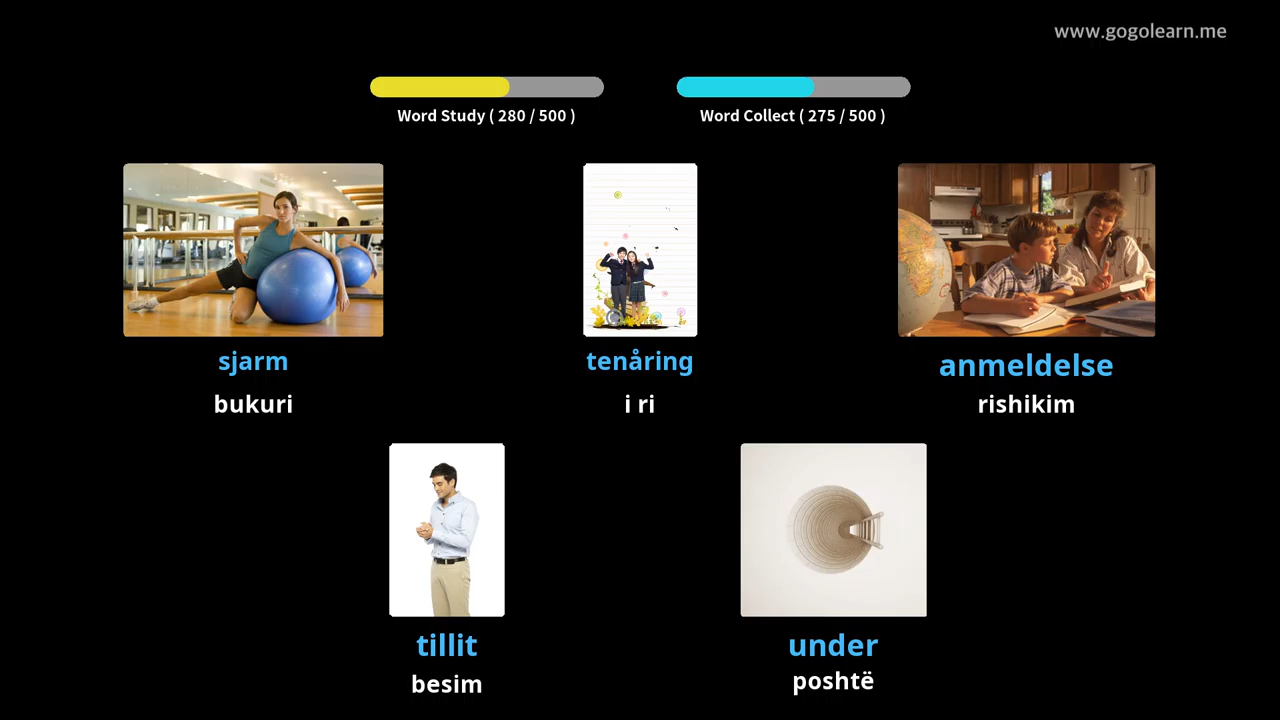 www.gogolearn.me
Word Study ( 280 / 500 )
Word Collect ( 275 / 500 )
sjarm
bukuri
tenåring
i ri
anmeldelse
rishikim
tillit
besim
under
poshtë